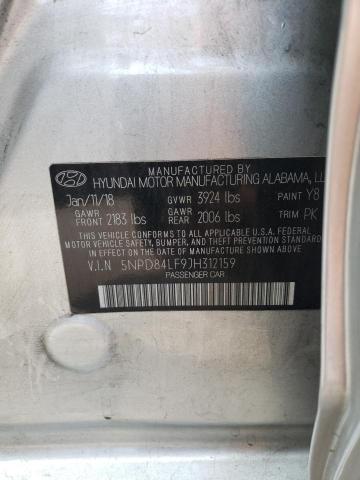 MANUFACTURED BY
HYUNDAI MOTOR MANUFACTURING ALABAMA, LL
Jan/11/18 GVWR 3924 lbs PAINT Y8
GAWR FRONT 2183 lbs GAWR REAR 2006 lbs TRIM PK
THIS VEHICLE CONFORMS TO ALL APPLICABLE U.S.A. FEDERAL
MOTOR VEHICLE SAFETY, BUMPER, AND THEFT PREVENTION
STANDARDS IN EFFECT ON THE DATE OF MANUFACTURE SHOWN ABOVE.
V.I.N 5NPD84LF9JH312159
PASSENGER CAR